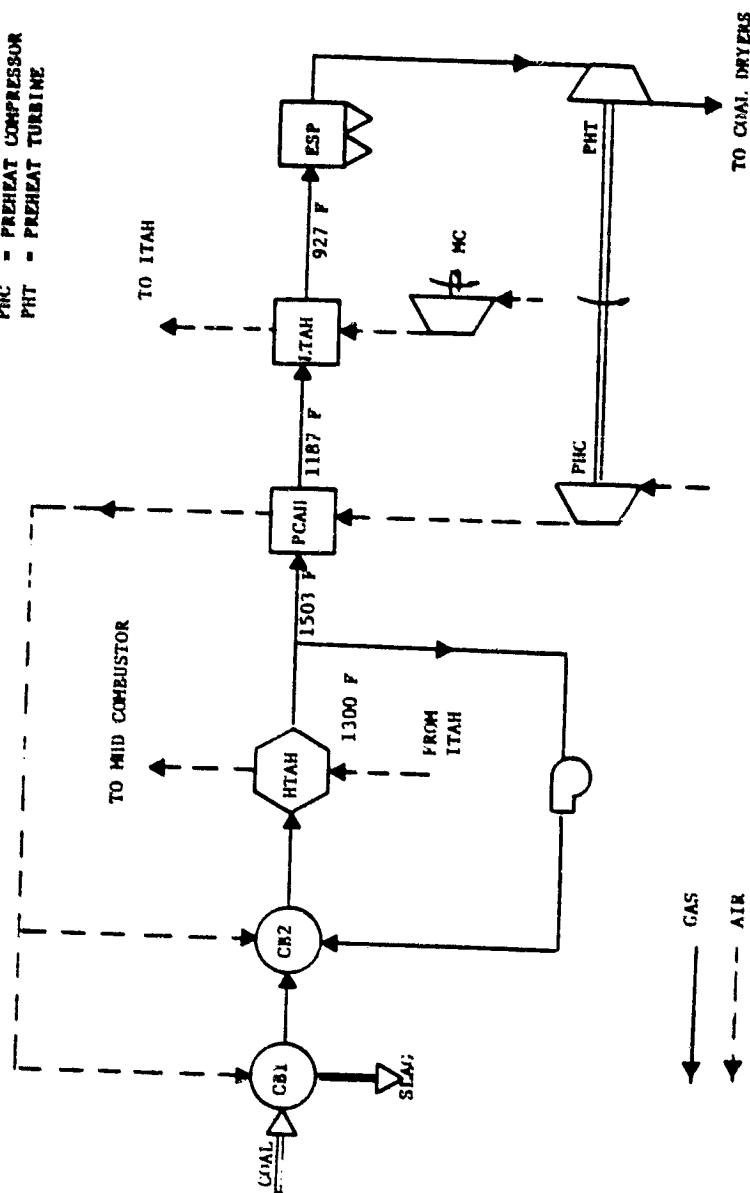 PHC = PREHEAT COMPRESSOR
PHT = PREHEAT TURBINE
TO COAL DRYERS
PHT
ESP
927 F
TO ITAH
LTAH
MC
1187 F
PHC
PCAH
1503 F
TO MHD COMBUSTOR
1300 F
HTAH
FROM
ITAH
CB2
CB1
SLAG
COAL
GAS
AIR